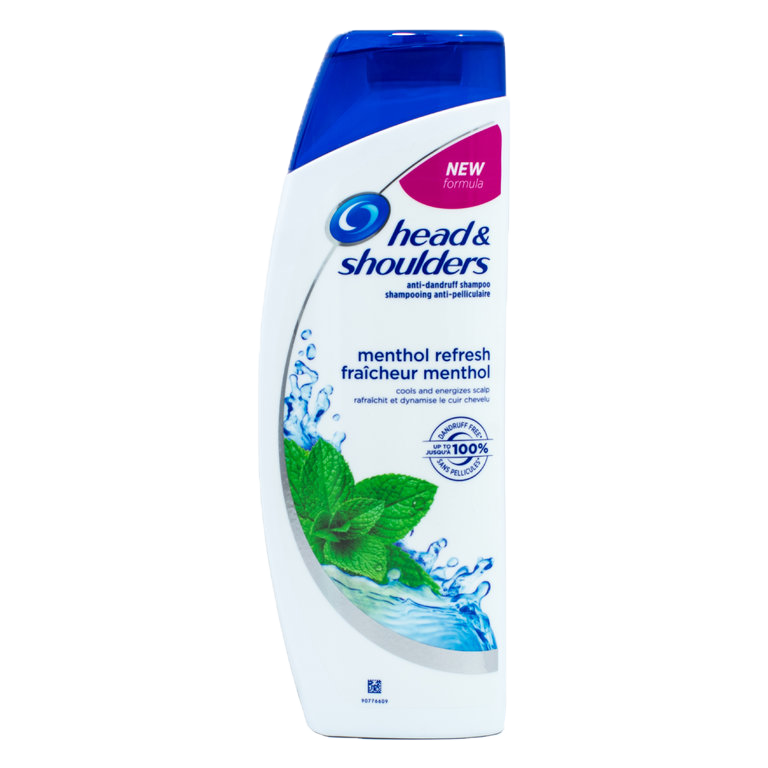 NEW
formula
head &
shoulders
anti-dandruff shampoo
shampooing anti-pelliculaire
menthol refresh
fraîcheur menthol
cools and energizes scalp
rafraîchit et dynamise le cuir chevelu
DANDRUFF FREE*
UP TO
JUSQU'À 100%
SANS PELLICULES*
90776609